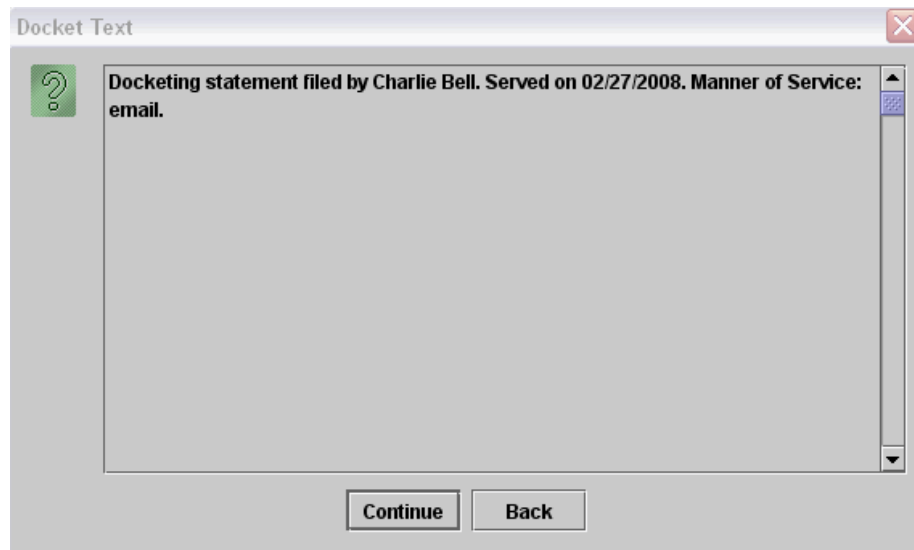 Docket Text
Docketing statement filed by Charlie Bell. Served on 02/27/2008. Manner of Service:
email.
Continue Back